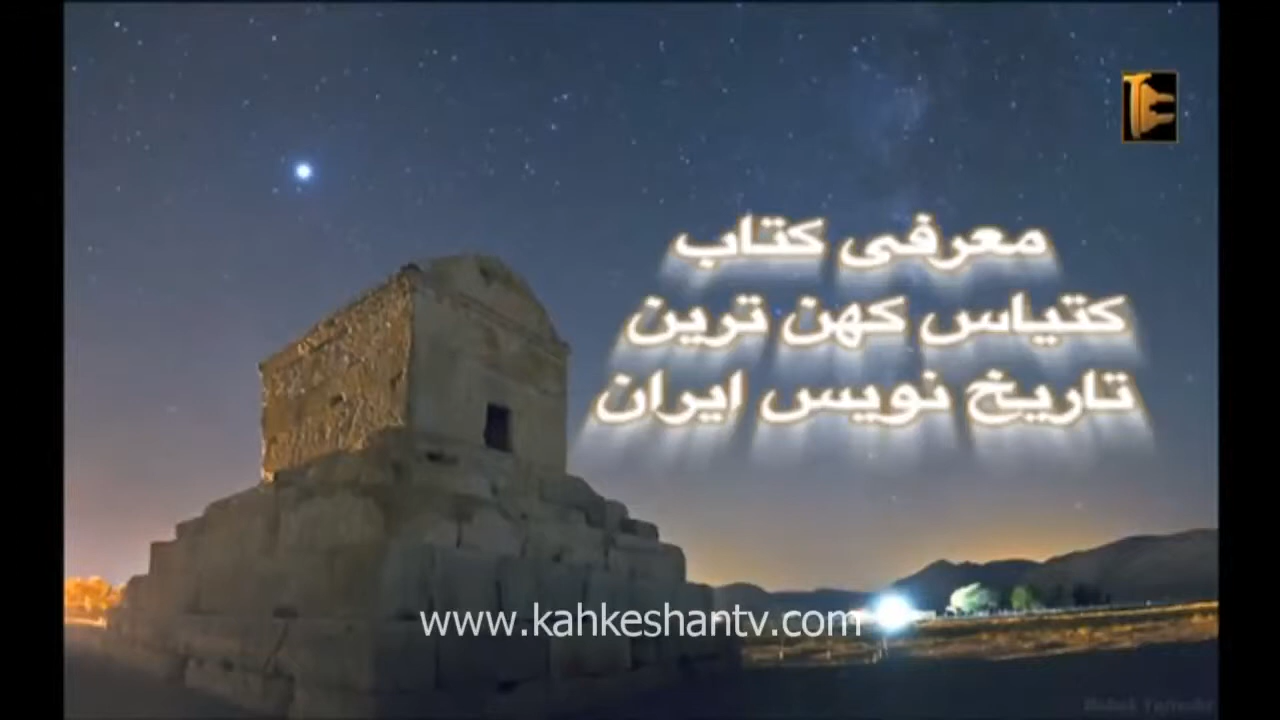 معرفی کتاب
کتیاس کهن ترین
تاریخ نویس ایران
www.kahkeshantv.com